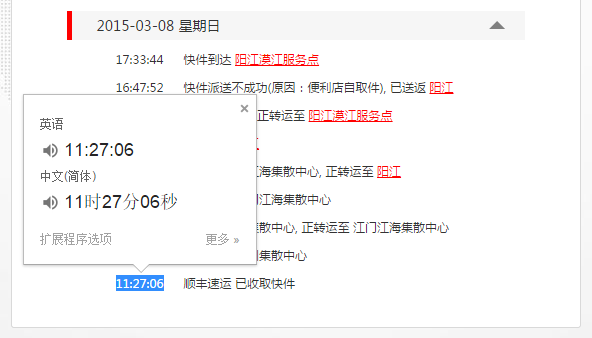 2015-03-08 星期日
17:33:44 快件到达 阳江漠江服务点
16:47:52 快件派送不成功(原因：便利店自取件), 已送返 阳江
正转运至 阳江漠江服务点
江海集散中心, 正转运至 阳江
江海集散中心
集散中心, 正转运至 江门江海集散中心
集散中心
11:27:06 顺丰速运 已收取快件
×
英语
11:27:06
中文(简体）
11时27分06秒
扩展程序选项 更多 »